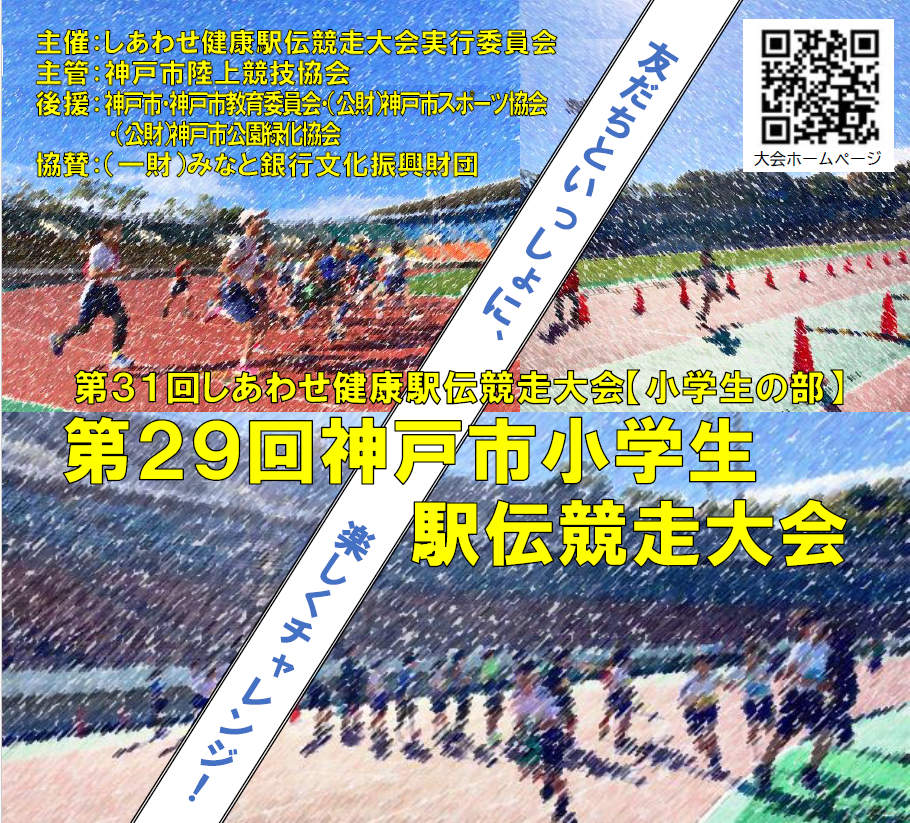 主催：しあわせ健康駅伝競走大会実行委員会
主管：神戸市陸上競技協会
後援：神戸市・神戸市教育委員会・（公財）神戸市スポーツ協会
・（公財）神戸市公園緑化協会
協賛：（一財）みなと銀行文化振興財団
大会ホームページ
友だちといっしょに、
第３１回しあわせ健康駅伝競走大会【小学生の部】
第２９回神戸市小学生
駅伝競走大会
楽しくチャレンジ！